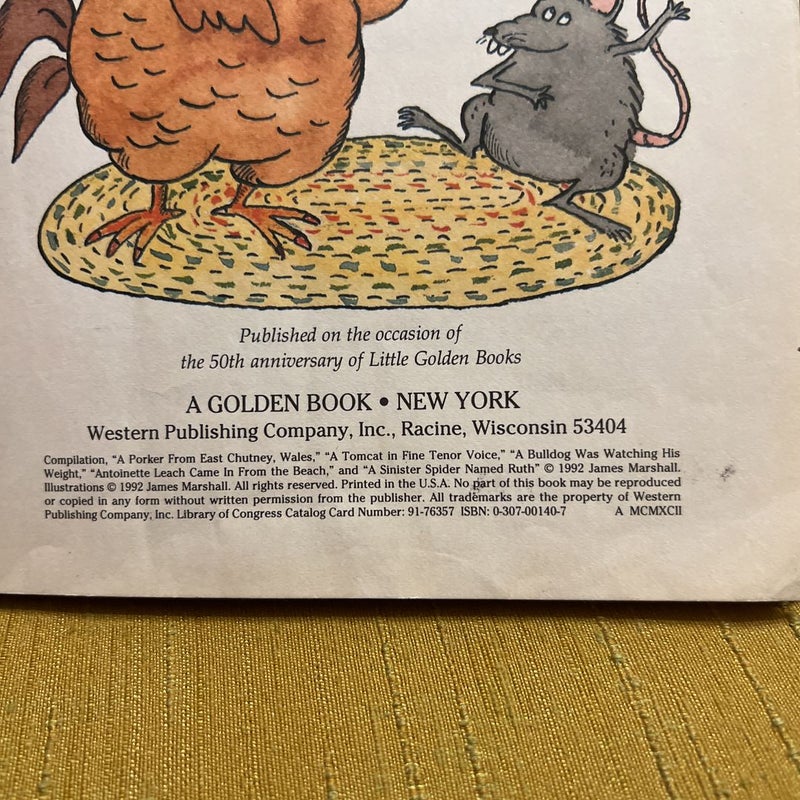 Published on the occasion of
the 50th anniversary of Little Golden Books
A GOLDEN BOOK • NEW YORK
Western Publishing Company, Inc., Racine, Wisconsin 53404
Compilation, “A Porker From East Chutney, Wales,” “A Tomcat in Fine Tenor Voice,” “A Bulldog Was Watching His
Weight,” “Antoinette Leach Came In From the Beach,” and “A Sinister Spider Named Ruth” © 1992 James Marshall.
Illustrations © 1992 James Marshall. All rights reserved. Printed in the U.S.A. No part of this book may be reproduced
or copied in any form without written permission from the publisher. All trademarks are the property of Western
Publishing Company, Inc. Library of Congress Catalog Card Number: 91-76357 ISBN: 0-307-00140-7 A MCMXCII